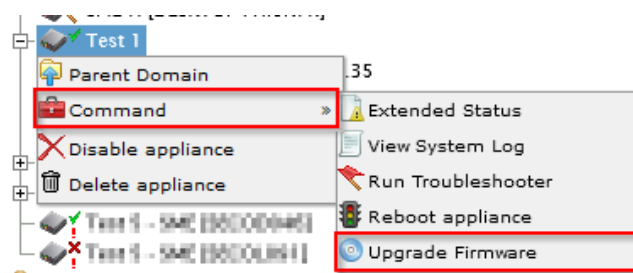 Test 1
Parent Domain
.35
Command »
Extended Status
Disable appliance
View System Log
Delete appliance
Run Troubleshooter
Reboot appliance
Upgrade Firmware